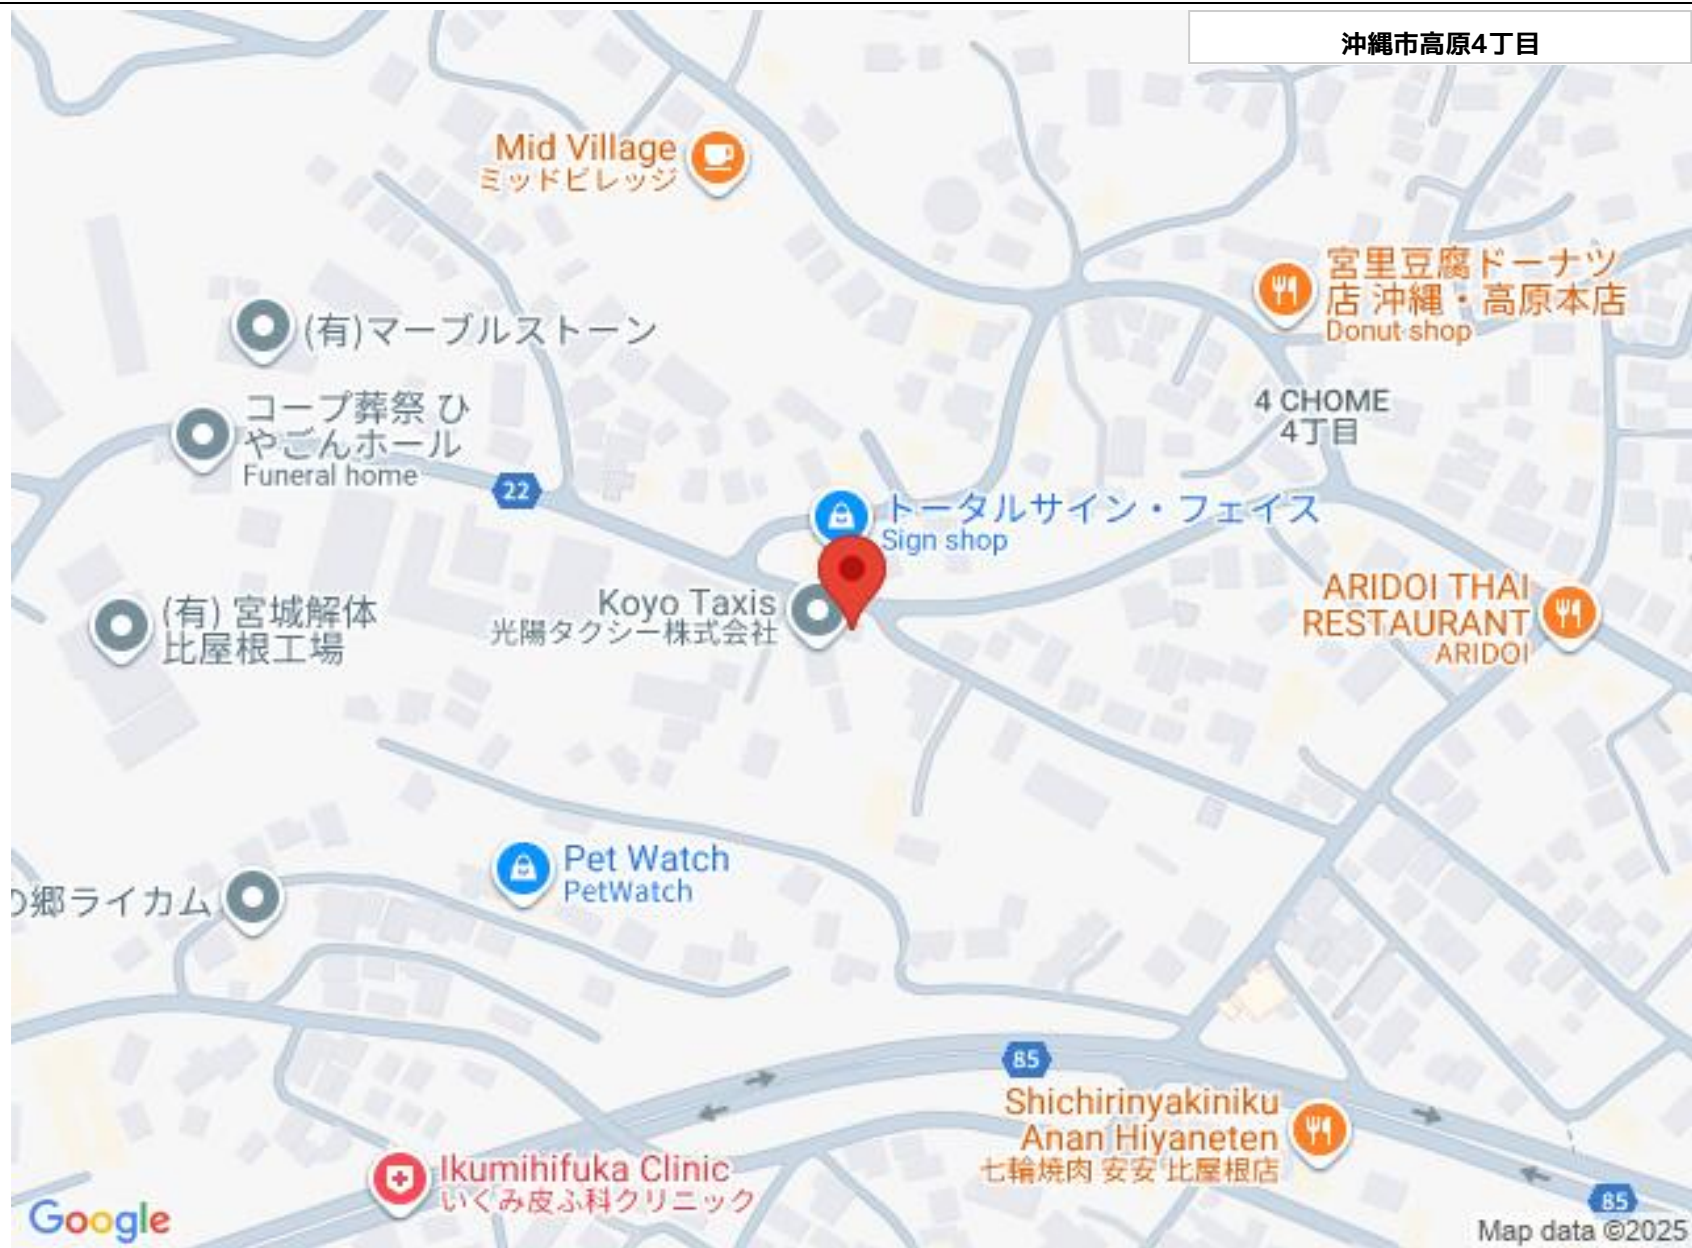 沖縄市高原4丁目
Mid Village
ミッドビレッジ
宮里豆腐ドーナツ
店 沖縄・高原本店
Donut shop
(有)マーブルストーン
コープ葬祭 ひ
やごんホール
Funeral home
4 CHOME
4丁目
22
トータルサイン・フェイス
Sign shop
Koyo Taxis
光陽タクシー株式会社
(有) 宮城解体
比屋根工場
ARIDOI THAI
RESTAURANT
ARIDOI
Pet Watch
PetWatch
の郷ライカム
85
Shichirinyakiniku
Anan Hiyaneten
七輪焼肉 安安 比屋根店
Ikumihifuka Clinic
いくみ皮ふ科クリニック
85
Google
Map data ©2025